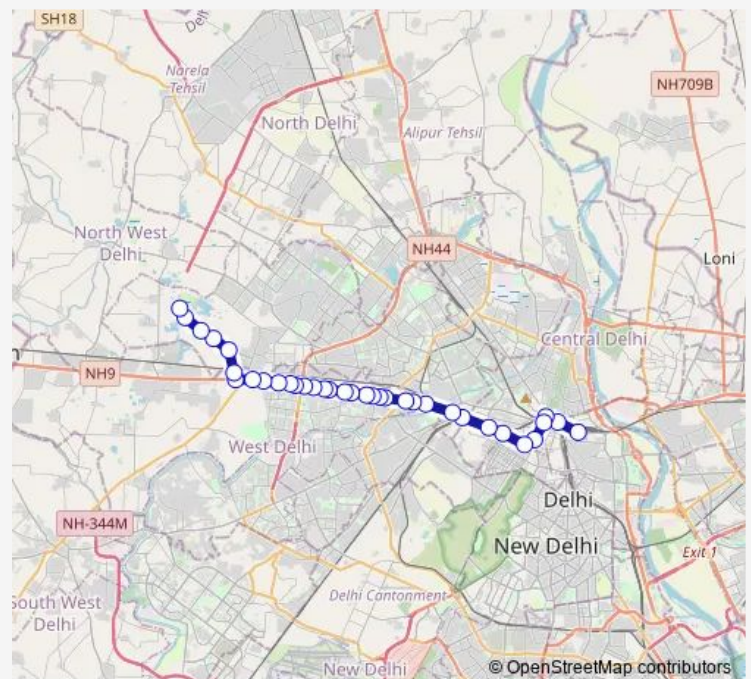 SH18
Narela
Tehsil
North Delhi
Alipur Tehsil
NH709B
North West
Delhi
NH44
Loni
Central Delhi
NH9
West Delhi
Delhi
NH-344M
New Delhi
Exit 1
South West
Delhi
Delhi Cantonment
New Delhi
© OpenStreetMap contributors